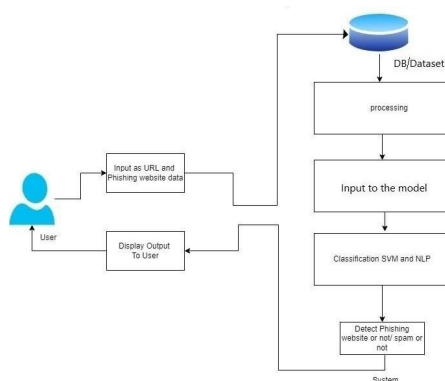 DB/Dataset
processing
Input as URL and
Phishing website data
Input to the model
User
Display Output
To User
Classification SVM and NLP
Detect Phishing
website or not/ spam or
not
System